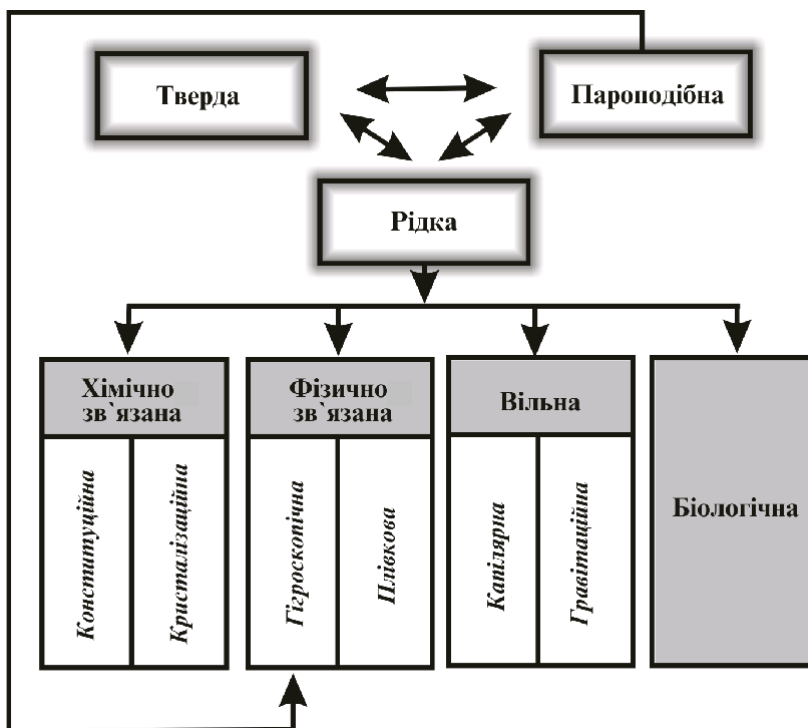 Тверда
Пароподібна
Рідка
Хімічно
зв`язана
Фізично
зв`язана
Вільна
Біологічна
Конституційна
Кристалізаційна
Гігроскопічна
Плівкова
Капілярна
Гравітаційна